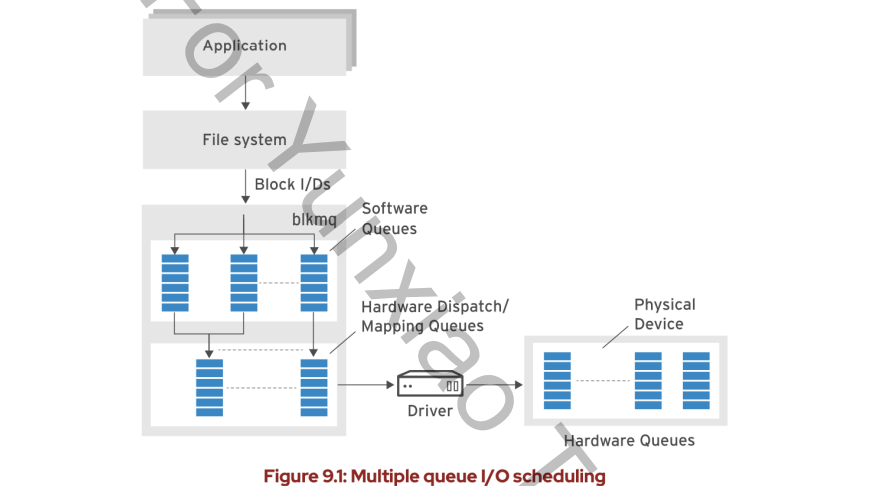 Application
File system
Block I/Ds
blkmq
Software
Queues
Hardware Dispatch/
Mapping Queues
Physical
Device
Driver
Hardware Queues
Figure 9.1: Multiple queue I/O scheduling
For Yunxiao T